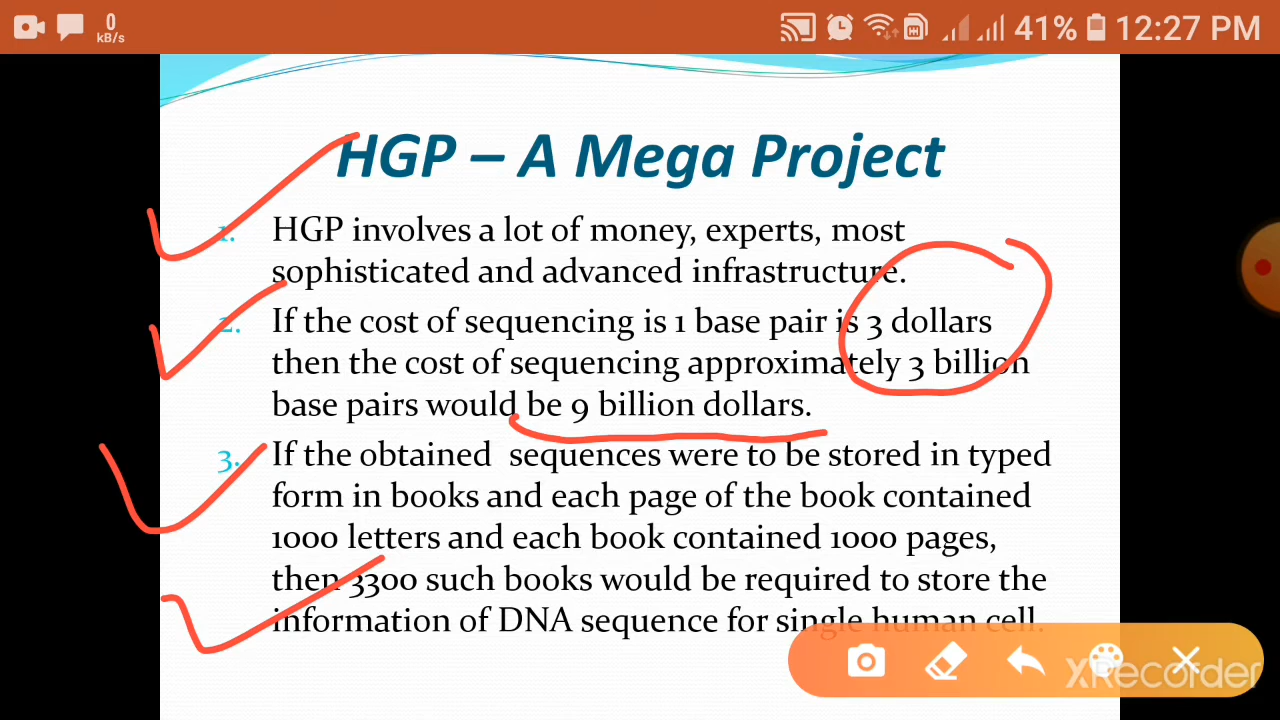 0
kB/s
41% 12:27 PM
HGP – A Mega Project
1. HGP involves a lot of money, experts, most
sophisticated and advanced infrastructure.
2. If the cost of sequencing is 1 base pair is 3 dollars
then the cost of sequencing approximately 3 billion
base pairs would be 9 billion dollars.
3. If the obtained sequences were to be stored in typed
form in books and each page of the book contained
1000 letters and each book contained 1000 pages,
then 3300 such books would be required to store the
information of DNA sequence for single human cell.
XRecorder